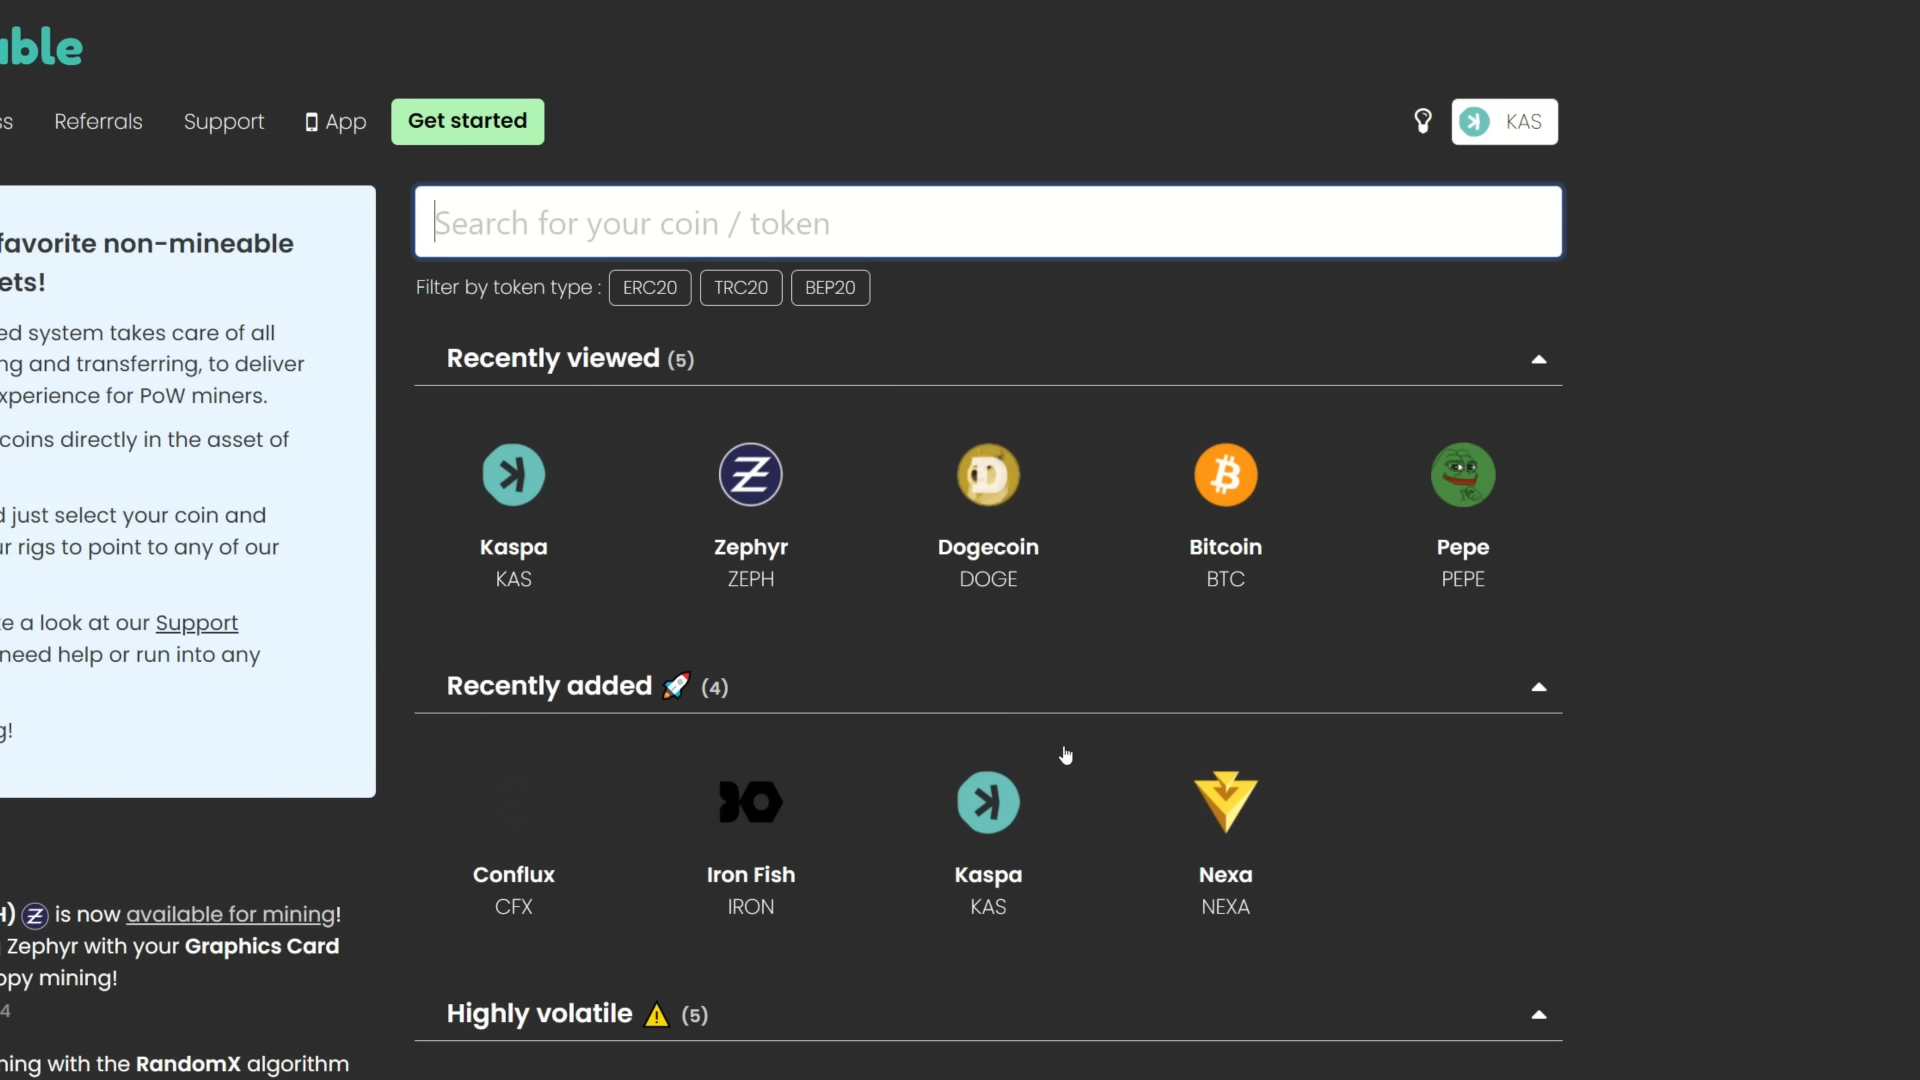 able
ss Referrals Support App Get started KAS
Search for your coin / token
Filter by token type : ERC20 TRC20 BEP20
favorite non-mineable
ets!
ed system takes care of all
ng and transferring, to deliver
xperience for PoW miners.
coins directly in the asset of
d just select your coin and
ur rigs to point to any of our
ke a look at our Support
need help or run into any
g!
Recently viewed (5)
Kaspa Zephyr Dogecoin Bitcoin Pepe
KAS ZEPH DOGE BTC PEPE
Recently added 🚀 (4)
Conflux Iron Fish Kaspa Nexa
CFX IRON KAS NEXA
Highly volatile ⚠️ (5)
H) is now available for mining!
Zephyr with your Graphics Card
ppy mining!
4
ning with the RandomX algorithm